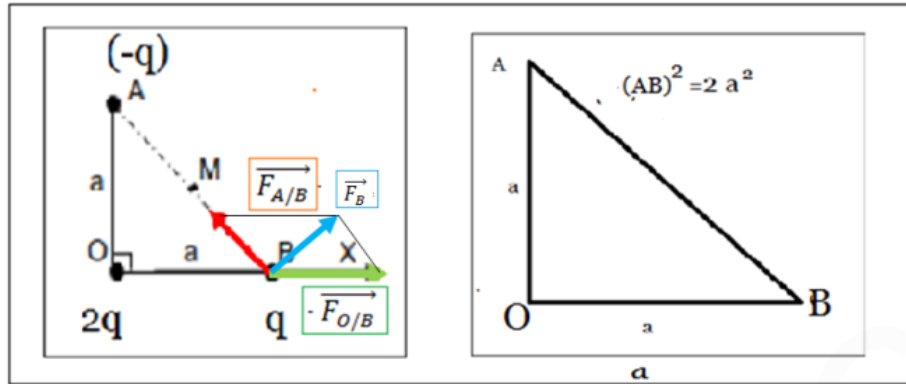 (-q)
A
M
a
F_{A/B}
F_B
O
a
B
X
- F_{O/B}
2q
q
A
(AB)² =2 a²
a
O
B
a
a